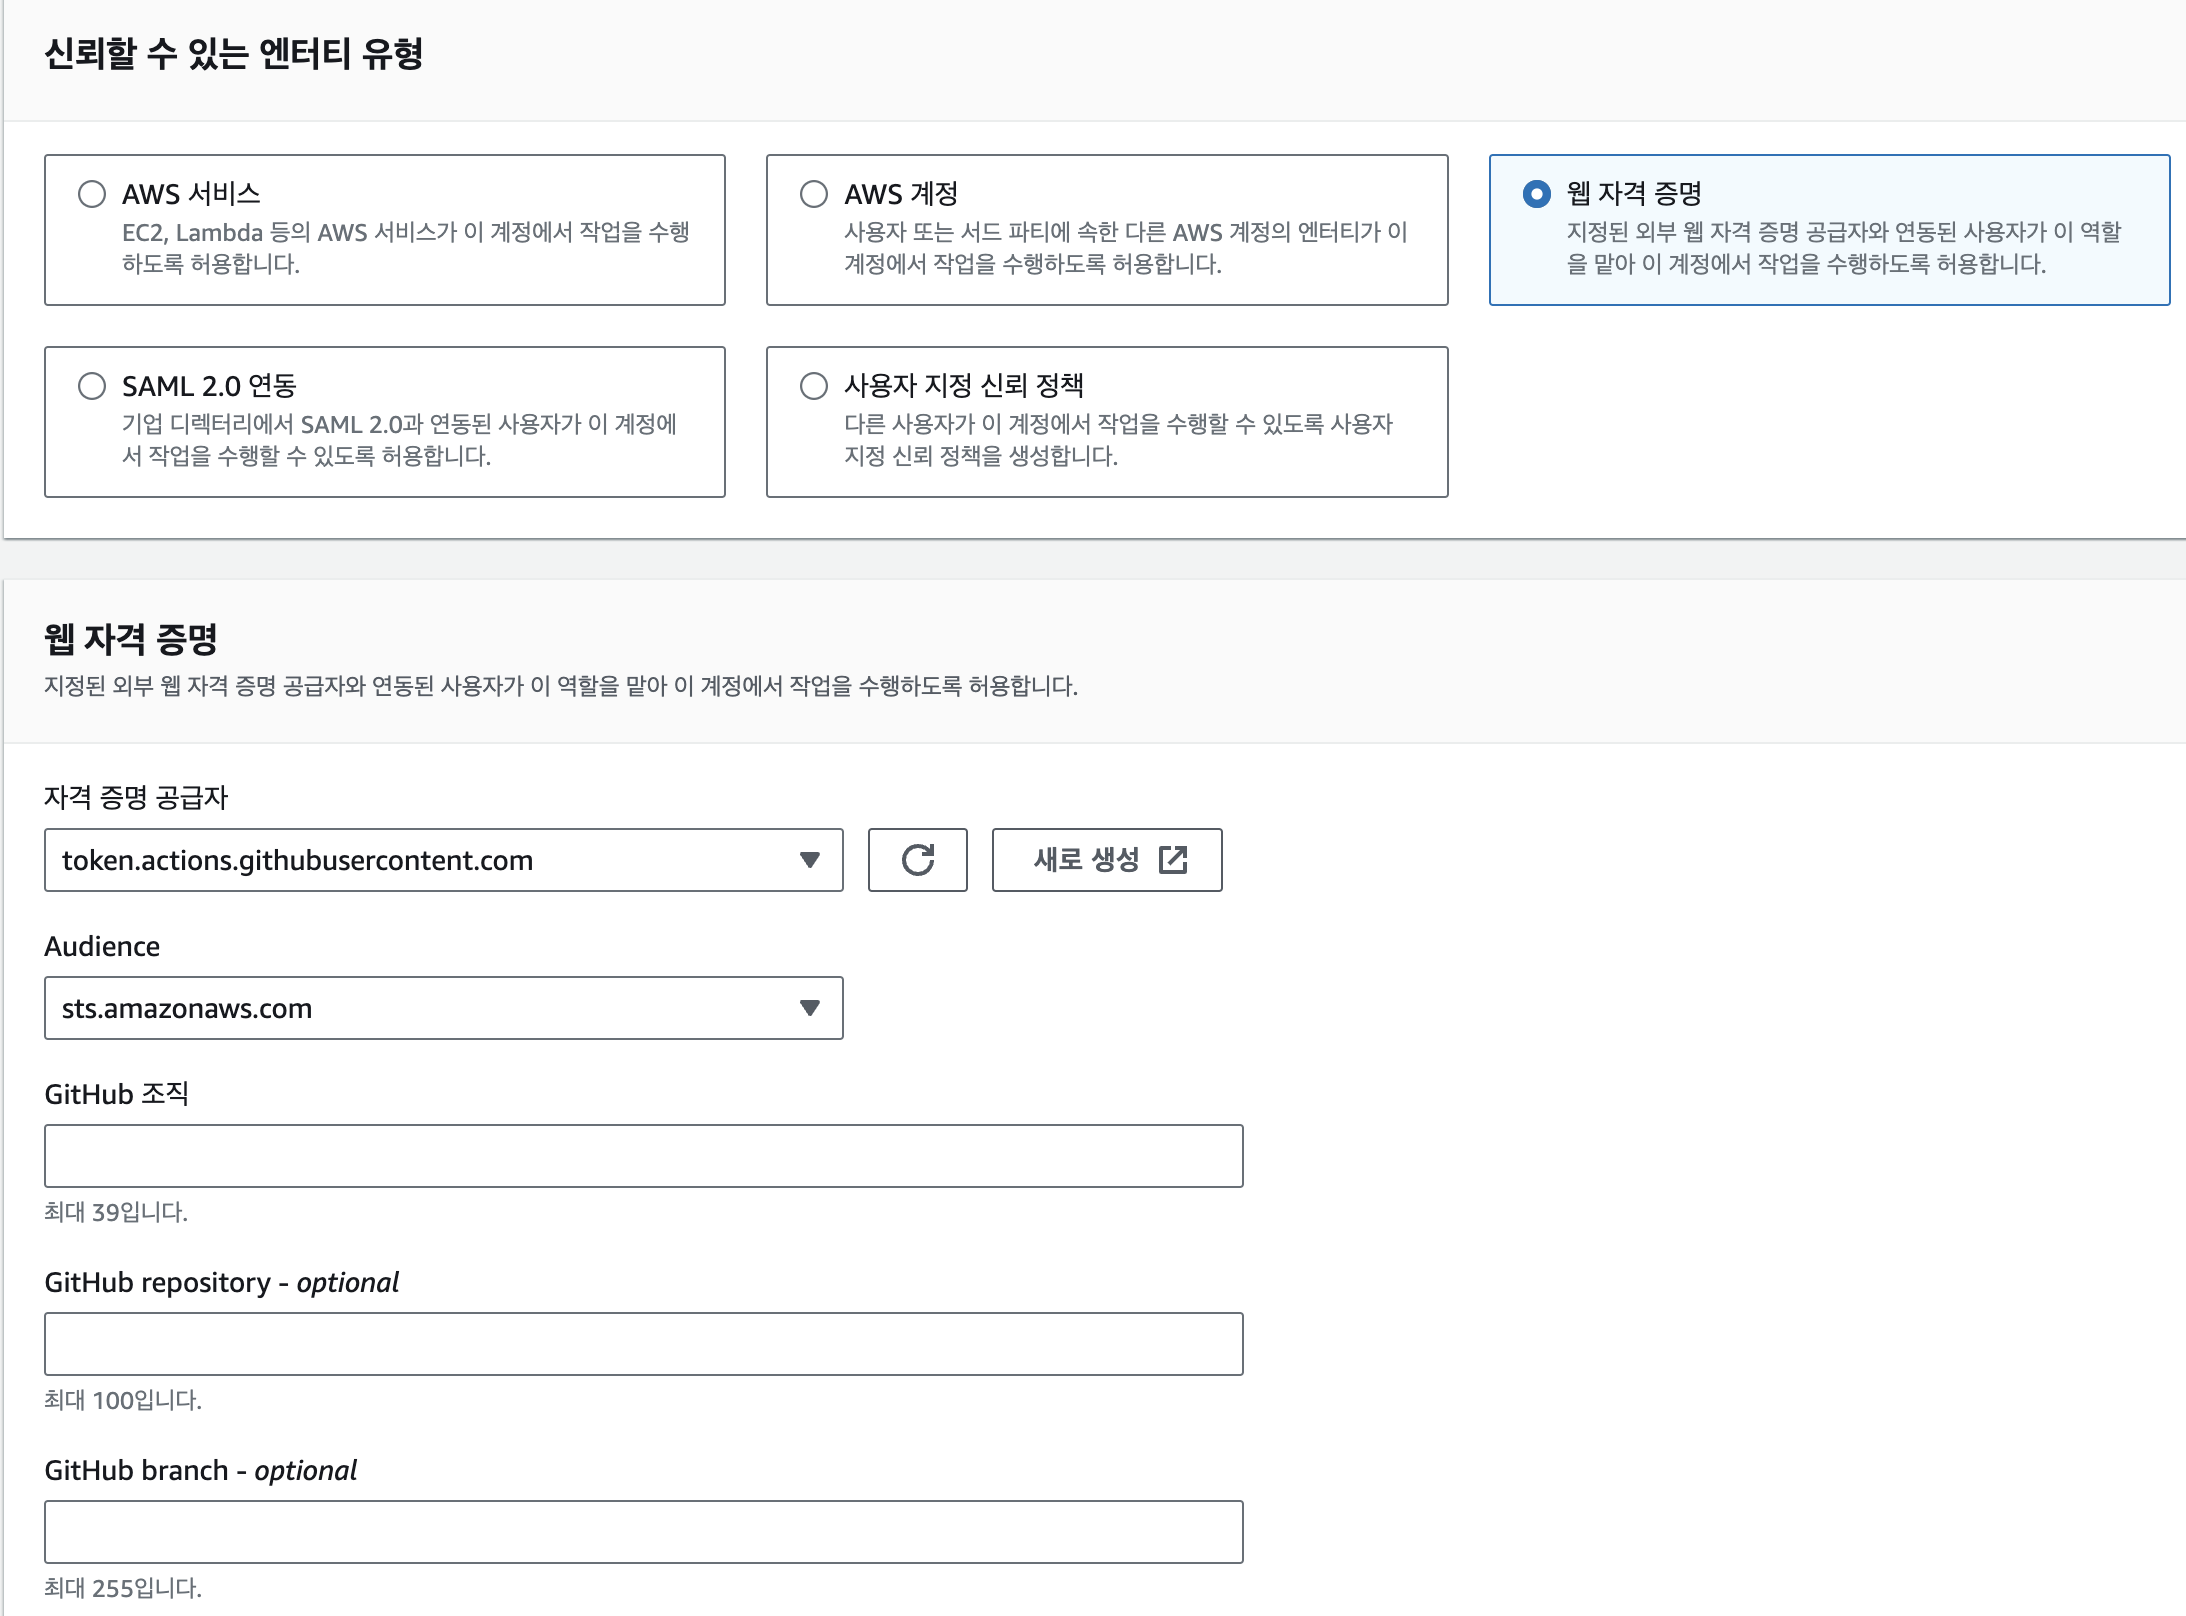 신뢰할 수 있는 엔터티 유형
AWS 서비스
EC2, Lambda 등의 AWS 서비스가 이 계정에서 작업을 수행
하도록 허용합니다.
AWS 계정
사용자 또는 서드 파티에 속한 다른 AWS 계정의 엔터티가 이
계정에서 작업을 수행하도록 허용합니다.
웹 자격 증명
지정된 외부 웹 자격 증명 공급자와 연동된 사용자가 이 역할
을 맡아 이 계정에서 작업을 수행하도록 허용합니다.
SAML 2.0 연동
기업 디렉터리에서 SAML 2.0과 연동된 사용자가 이 계정에
서 작업을 수행할 수 있도록 허용합니다.
사용자 지정 신뢰 정책
다른 사용자가 이 계정에서 작업을 수행할 수 있도록 사용자
지정 신뢰 정책을 생성합니다.
웹 자격 증명
지정된 외부 웹 자격 증명 공급자와 연동된 사용자가 이 역할을 맡아 이 계정에서 작업을 수행하도록 허용합니다.
자격 증명 공급자
token.actions.githubusercontent.com
새로 생성
Audience
sts.amazonaws.com
GitHub 조직
최대 39입니다.
GitHub repository - optional
최대 100입니다.
GitHub branch - optional
최대 255입니다.